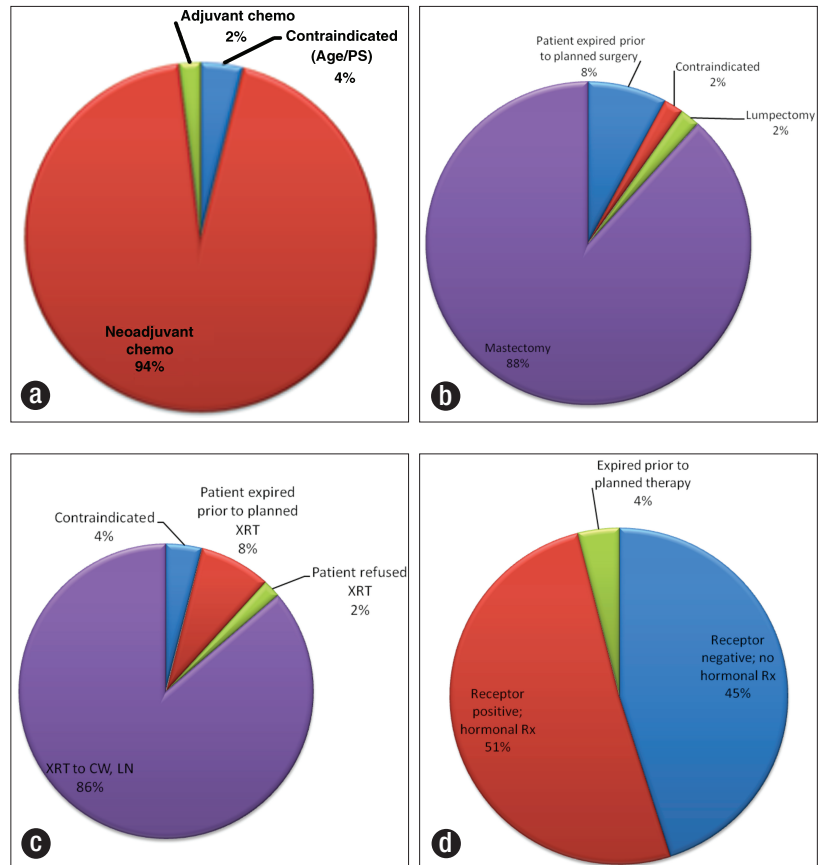 Adjuvant chemo
2%
Contraindicated
(Age/PS)
4%
Neoadjuvant
chemo
94%
a
Patient expired prior
to planned surgery
8%
Contraindicated
2%
Lumpectomy
2%
Mastectomy
88%
b
Contraindicated
4%
Patient expired
prior to planned
XRT
8%
Patient refused
XRT
2%
XRT to CW, LN
86%
c
Expired prior to
planned therapy
4%
Receptor
negative; no
hormonal Rx
45%
Receptor
positive;
hormonal Rx
51%
d